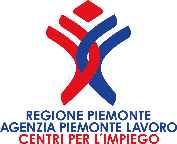 REGIONE PIEMONTE
AGENZIA PIEMONTE LAVORO
CENTRI PER L'IMPIEGO